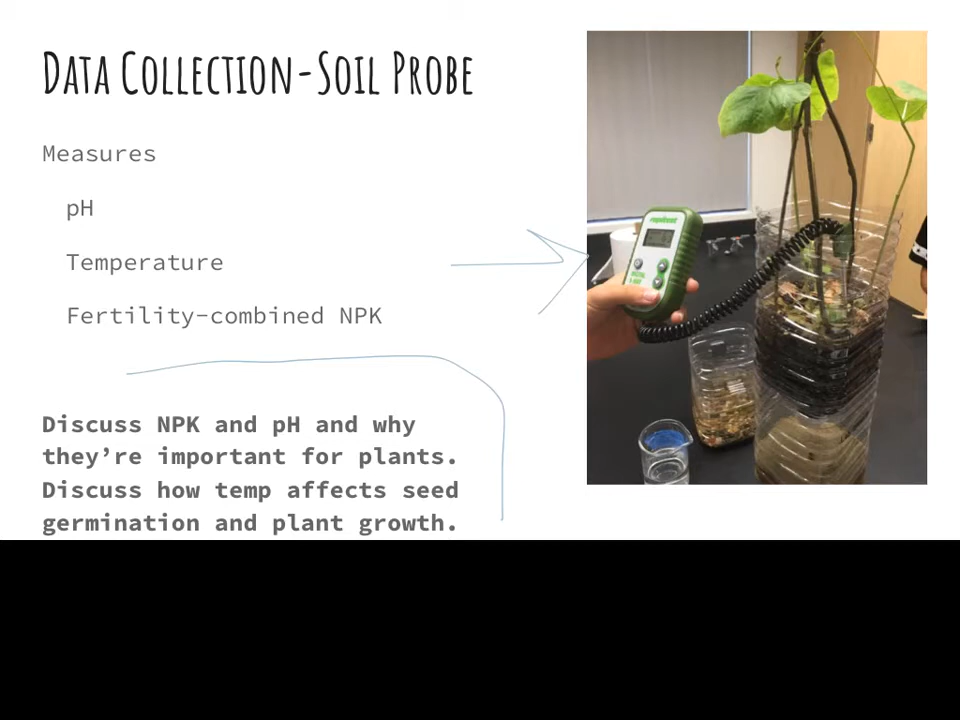 Data Collection-Soil Probe
Measures
pH
Temperature
Fertility-combined NPK
Discuss NPK and pH and why
they’re important for plants.
Discuss how temp affects seed
germination and plant growth.
rapitest